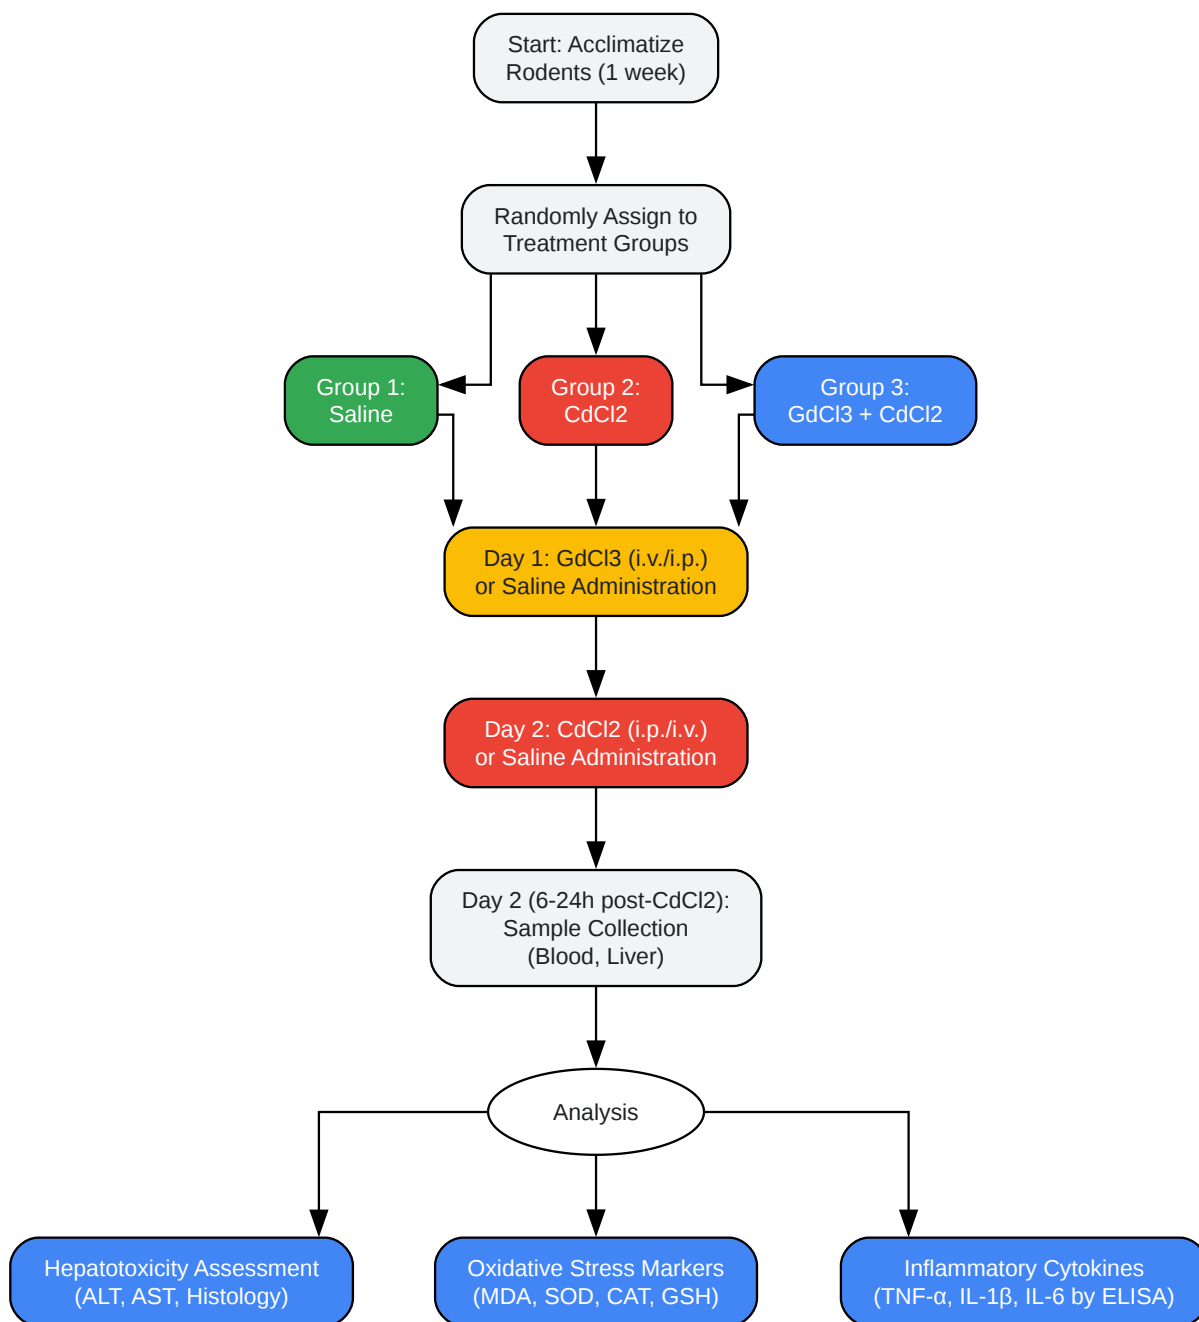 Start: Acclimatize
Rodents (1 week)
Randomly Assign to
Treatment Groups
Group 1:
Saline
Group 2:
CdCl2
Group 3:
GdCl3 + CdCl2
Day 1: GdCl3 (i.v./i.p.)
or Saline Administration
Day 2: CdCl2 (i.p./i.v.)
or Saline Administration
Day 2 (6-24h post-CdCl2):
Sample Collection
(Blood, Liver)
Analysis
Hepatotoxicity Assessment
(ALT, AST, Histology)
Oxidative Stress Markers
(MDA, SOD, CAT, GSH)
Inflammatory Cytokines
(TNF-α, IL-1β, IL-6 by ELISA)